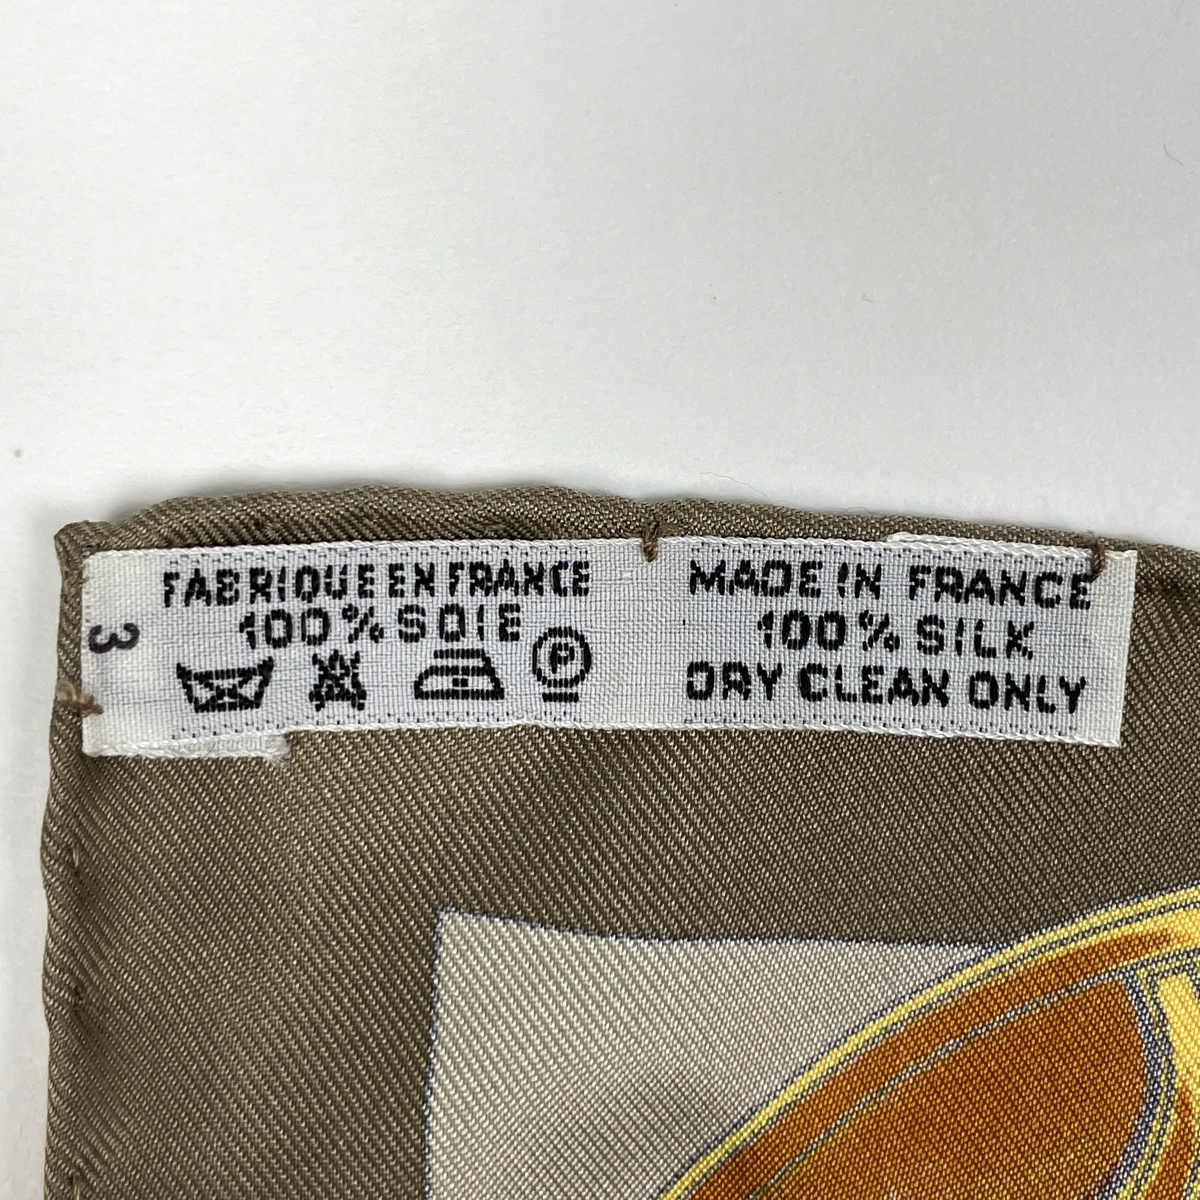 FABRIQUE EN FRANCE
100% SOIE
P
MADE IN FRANCE
100% SILK
DRY CLEAN ONLY
3